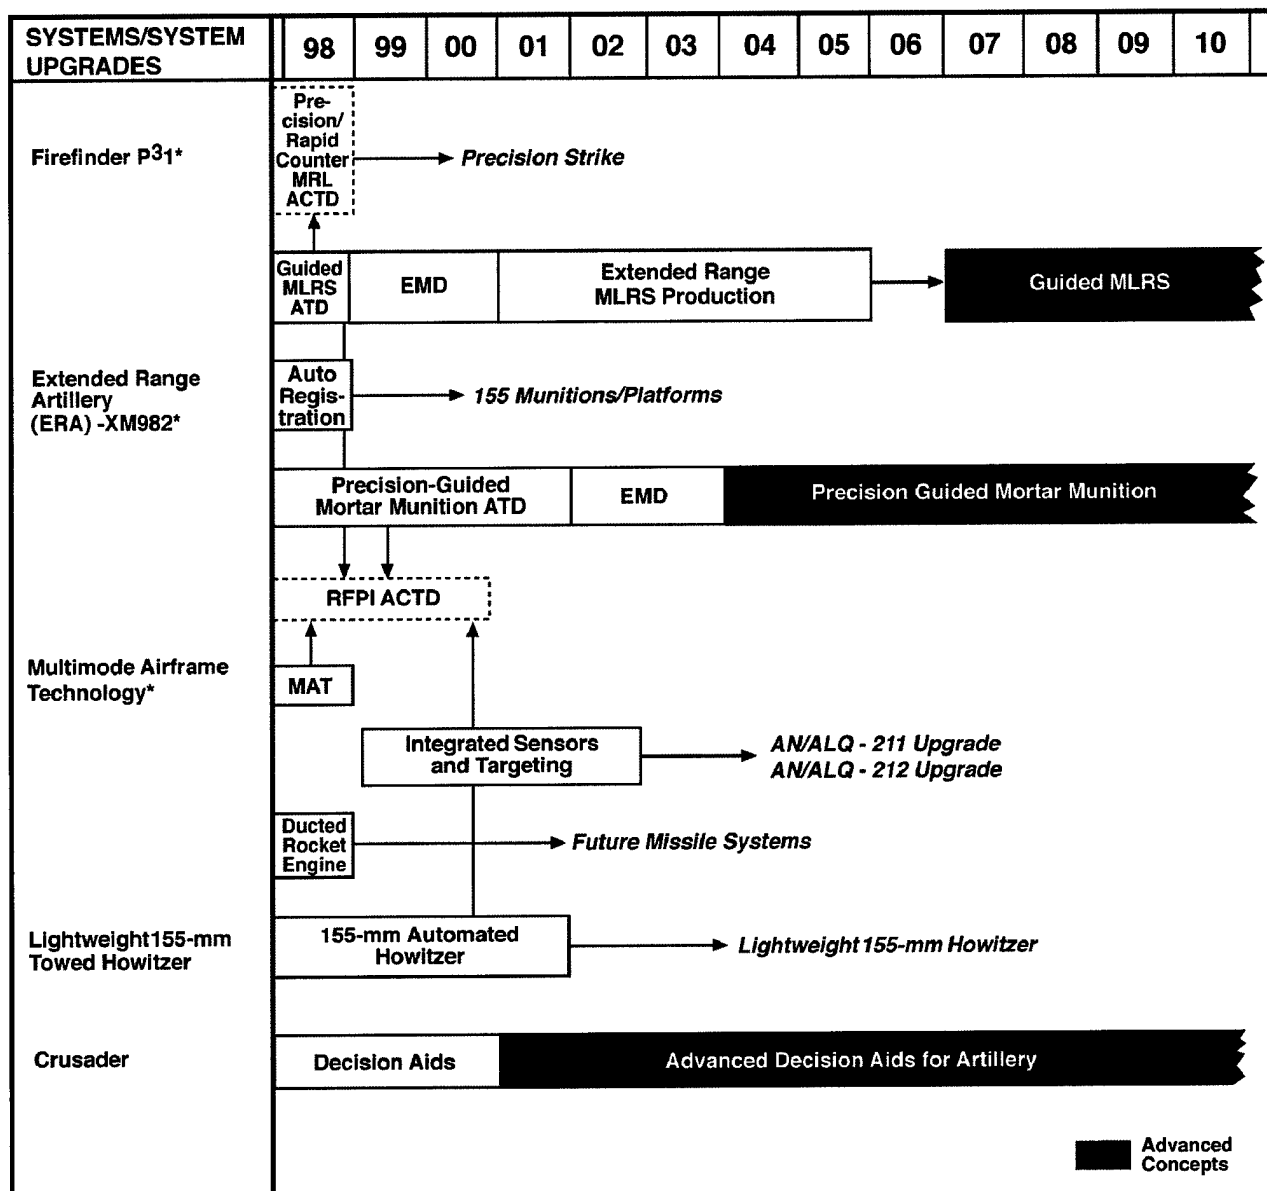 SYSTEMS/SYSTEM
UPGRADES
98 99 00 01 02 03 04 05 06 07 08 09 10
Firefinder P31*
Pre-
cision/
Rapid
Counter
MRL
ACTD
Precision Strike
Guided
MLRS
ATD
EMD
Extended Range
MLRS Production
Guided MLRS
Extended Range
Artillery
(ERA) -XM982*
Auto
Regis-
tration
155 Munitions/Platforms
Precision-Guided
Mortar Munition ATD
EMD
Precision Guided Mortar Munition
RFPI ACTD
Multimode Airframe
Technology*
MAT
Integrated Sensors
and Targeting
AN/ALQ - 211 Upgrade
AN/ALQ - 212 Upgrade
Ducted
Rocket
Engine
Future Missile Systems
Lightweight 155-mm
Towed Howitzer
155-mm Automated
Howitzer
Lightweight 155-mm Howitzer
Crusader
Decision Aids
Advanced Decision Aids for Artillery
Advanced
Concepts